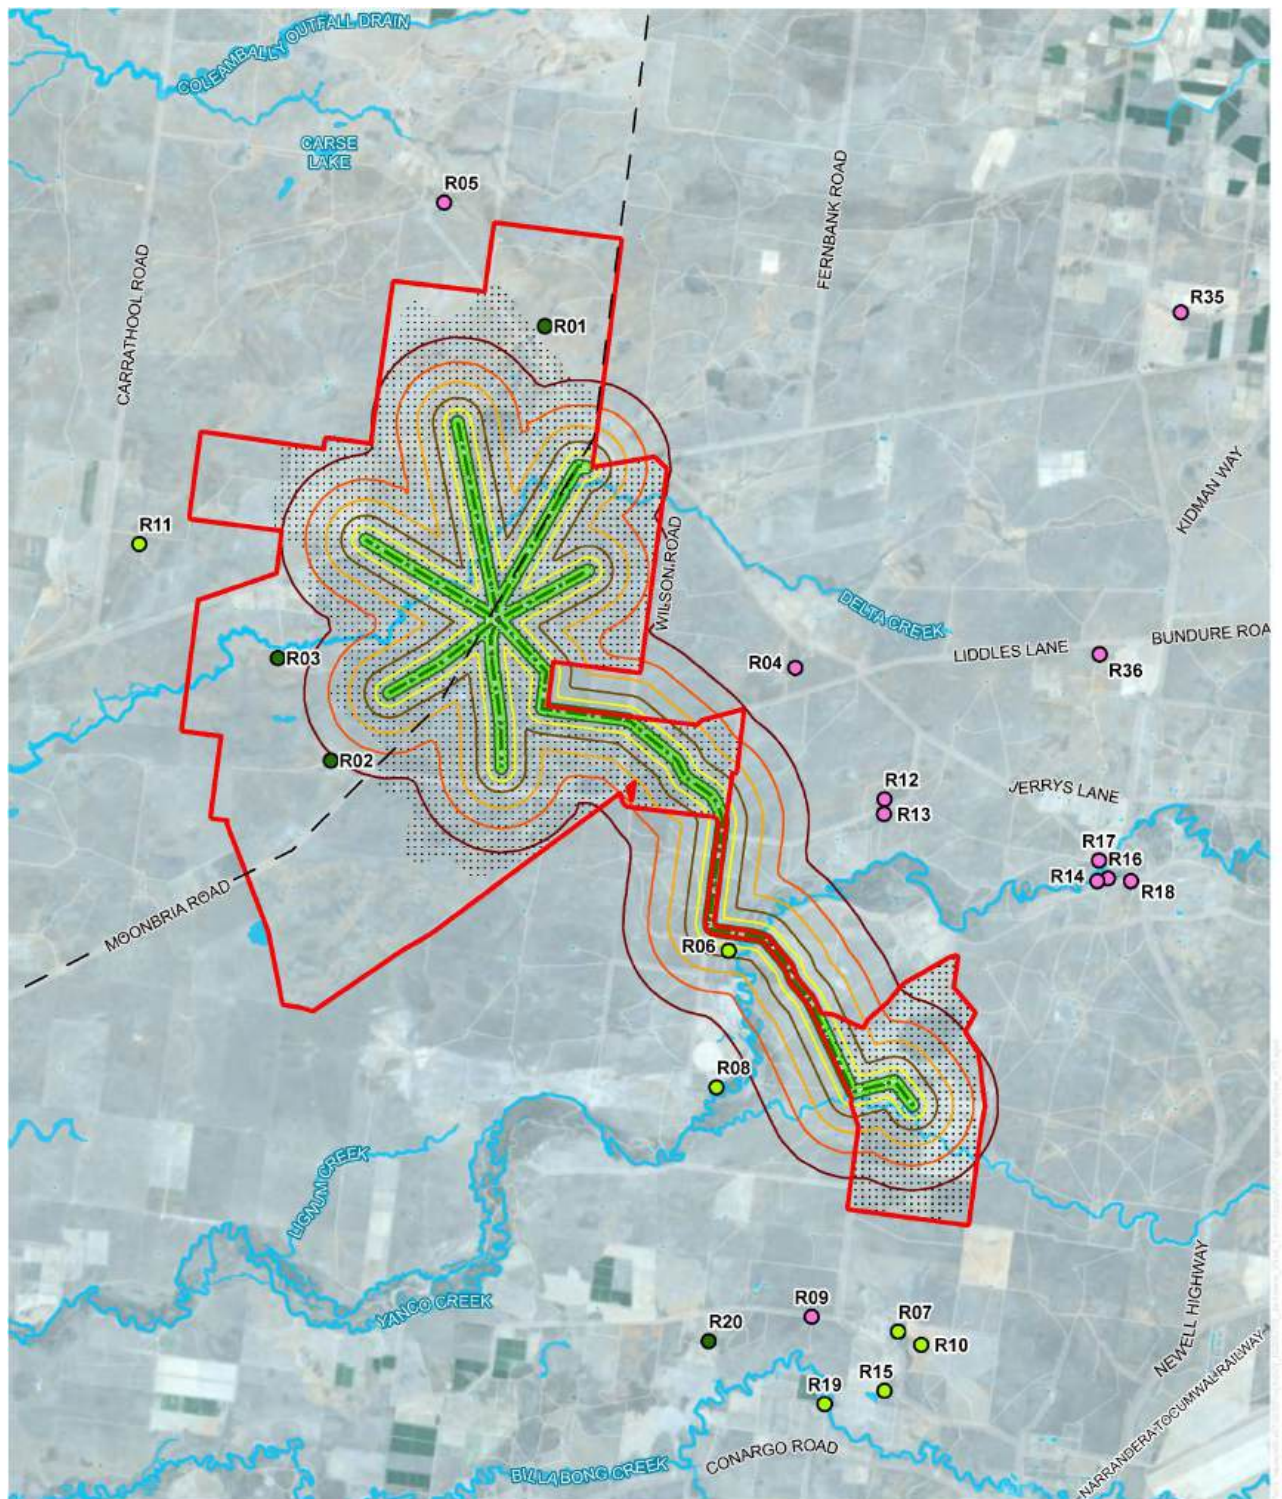 COLEAMBALLY OUTFALL DRAIN
CARSE
LAKE
R05
FERNBANK ROAD
CARRATHOOL ROAD
R35
R01
KIDMAN WAY
R11
WILSON ROAD
DELTA CREEK
LIDDLES LANE
BUNDURE ROA
R03
R04
R36
R02
R12
R13
JERRYS LANE
R17
R16
R14
R18
MOONBRIA ROAD
R06
R08
LIGNUM CREEK
YANCO CREEK
NEWELL HIGHWAY
R09
R07
R20
R10
R15
R19
NARRANDERA TO CUMWAL RAILWAY
CONARGO ROAD
BILLABONG CREEK